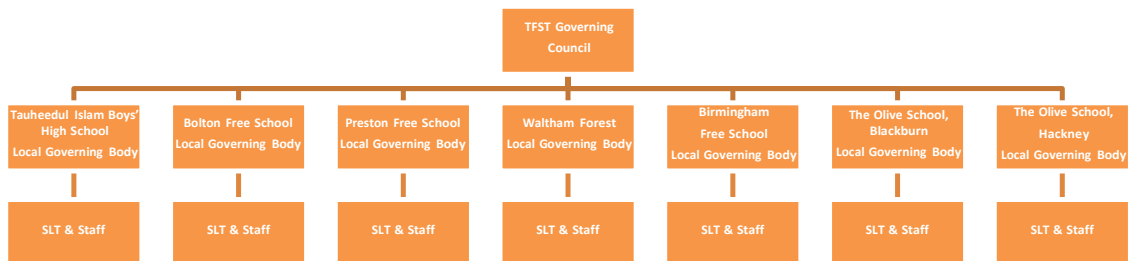 TFST Governing
Council
Tauheedul Islam Boys'
High School
Local Governing Body
Bolton Free School
Local Governing Body
Preston Free School
Local Governing Body
Waltham Forest
Local Governing Body
Birmingham
Free School
Local Governing Body
The Olive School,
Blackburn
Local Governing Body
The Olive School,
Hackney
Local Governing Body
SLT & Staff
SLT & Staff
SLT & Staff
SLT & Staff
SLT & Staff
SLT & Staff
SLT & Staff